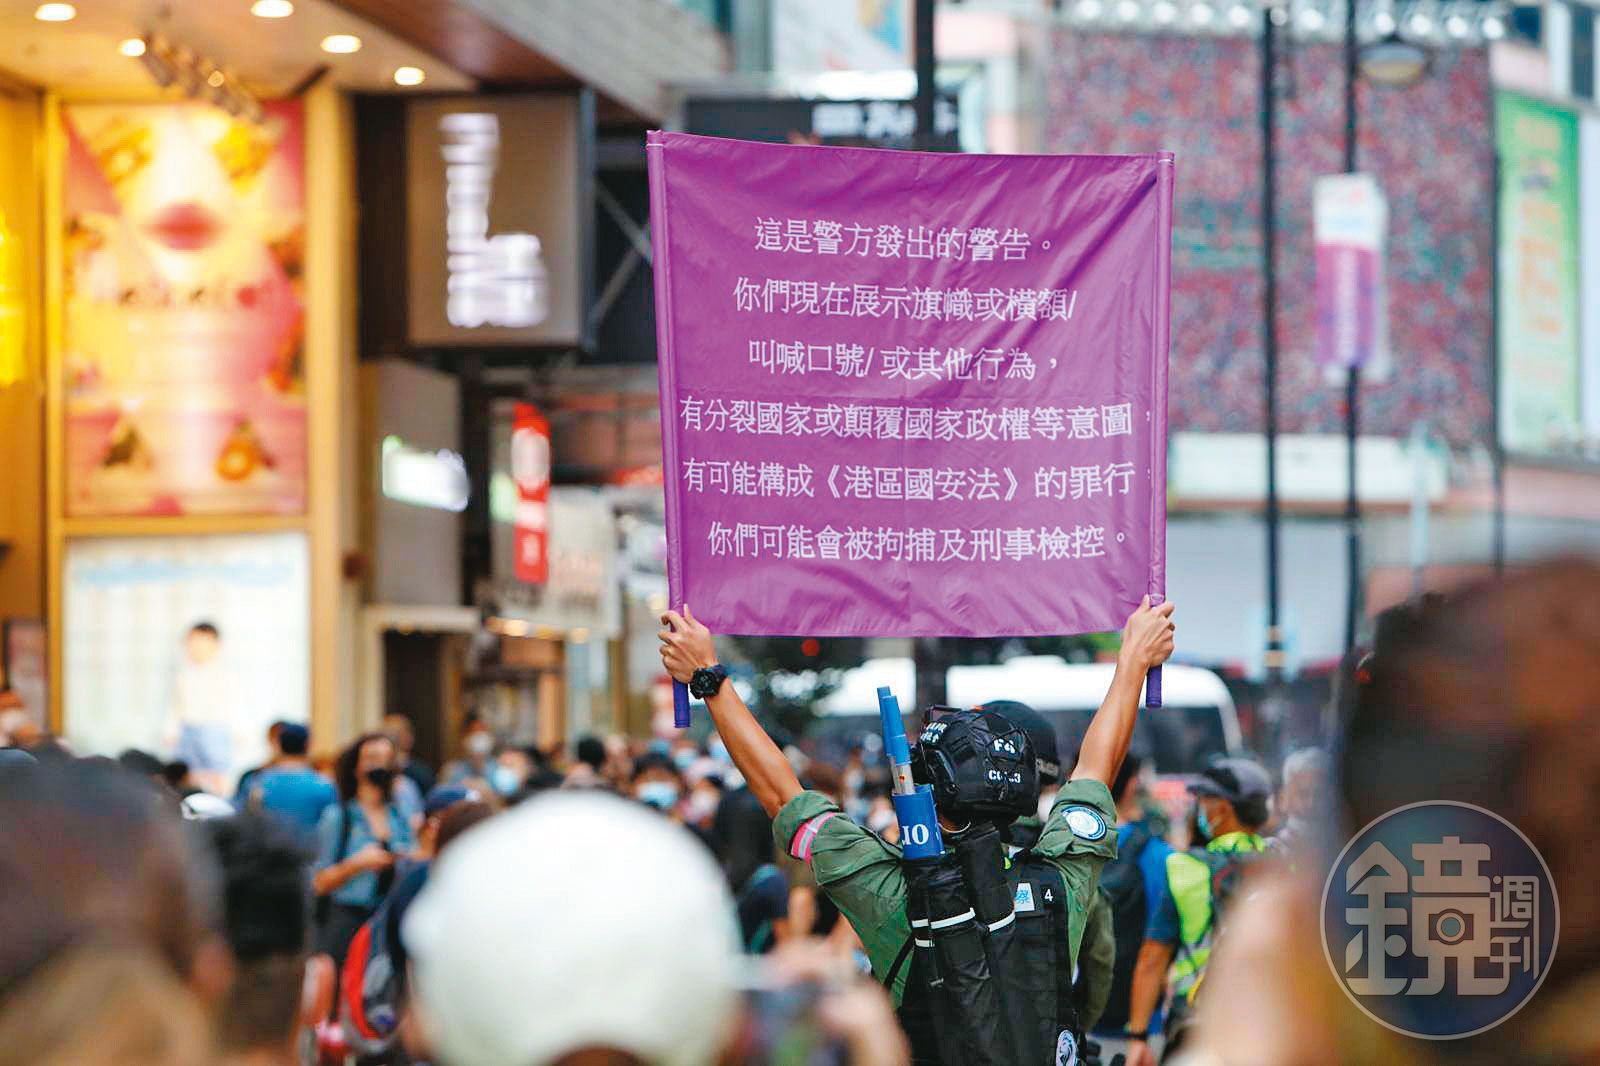 這是警方發出的警告。
你們現在展示旗幟或橫額/
叫喊口號/ 或其他行為，
有分裂國家或顛覆國家政權等意圖，
有可能構成《港區國安法》的罪行，
你們可能會被拘捕及刑事檢控。
F4
4
察
鏡週刊